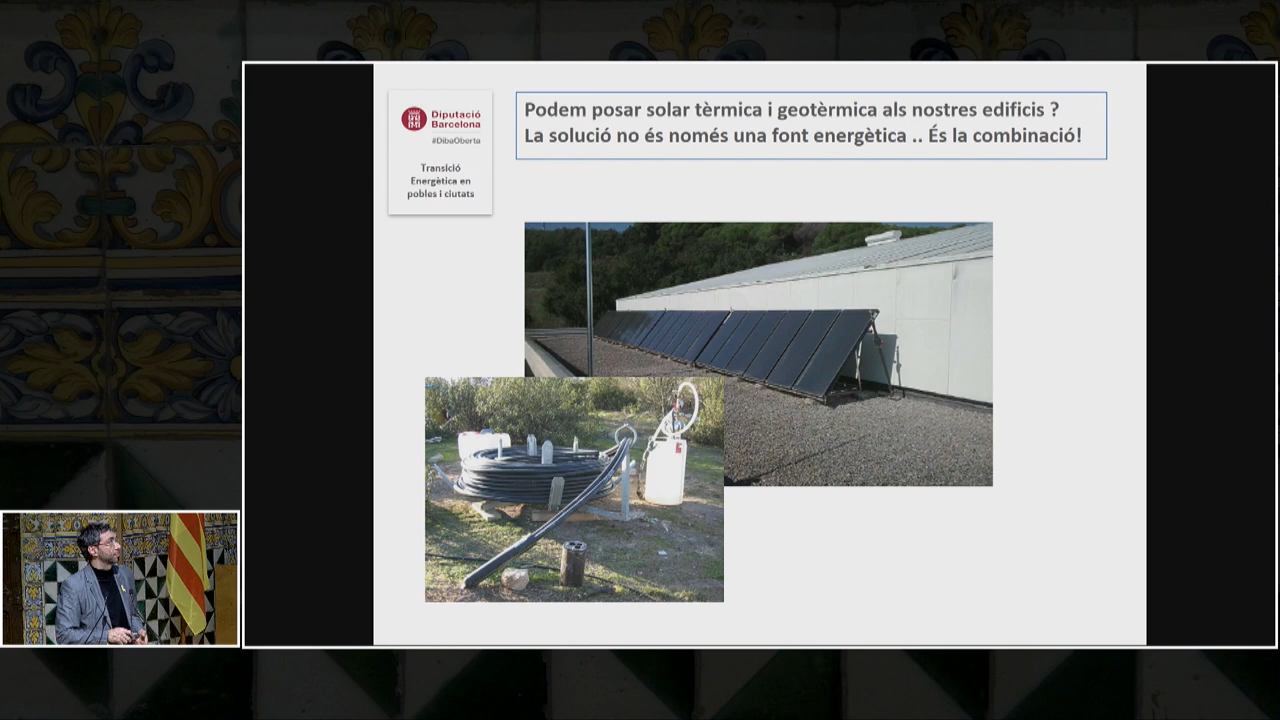 Diputació
Barcelona
#DibaOberta
Transició
Energètica en
pobles i ciutats
Podem posar solar tèrmica i geotèrmica als nostres edificis ?
La solució no és només una font energètica .. És la combinació!